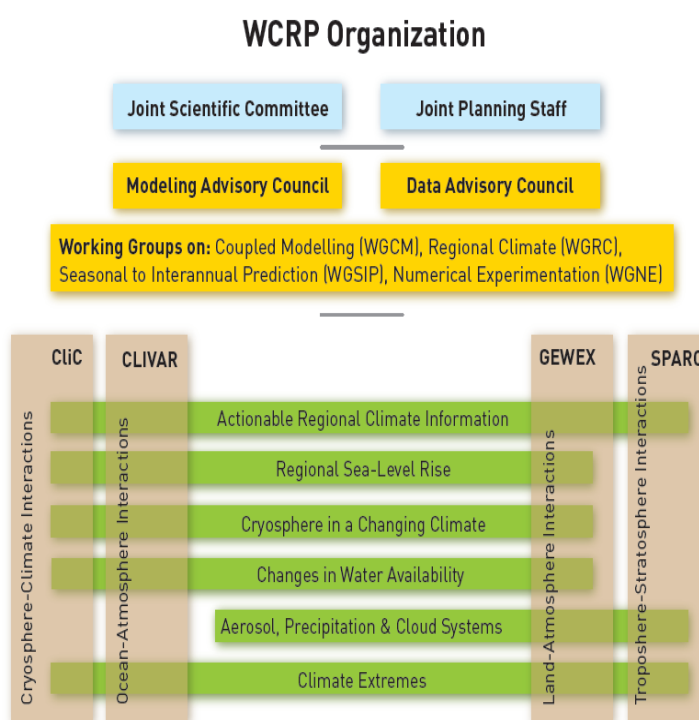 WCRP Organization
Joint Scientific Committee
Joint Planning Staff
Modeling Advisory Council
Data Advisory Council
Working Groups on: Coupled Modelling (WGCM), Regional Climate (WGRC),
Seasonal to Interannual Prediction (WGSIP), Numerical Experimentation (WGNE)
CliC
CLIVAR
GEWEX
SPARC
Cryosphere-Climate Interactions
Ocean-Atmosphere Interactions
Land-Atmosphere Interactions
Troposhere-Stratosphere Interactions
Actionable Regional Climate Information
Regional Sea-Level Rise
Cryosphere in a Changing Climate
Changes in Water Availability
Aerosol, Precipitation & Cloud Systems
Climate Extremes